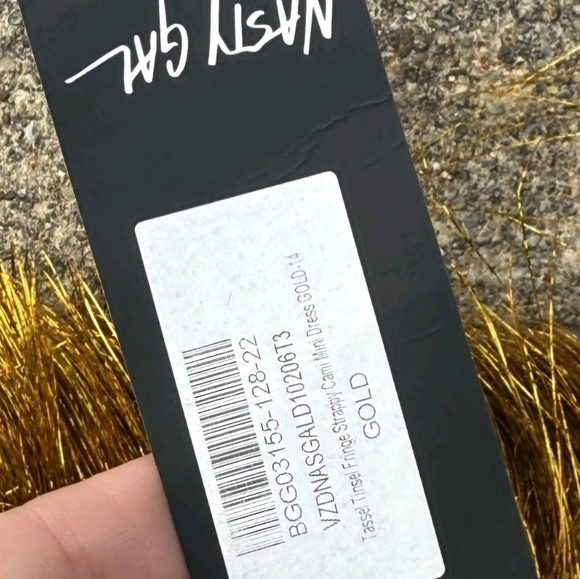 NASTY GAL
BGG03155-128-22
VZDNASGALD10206T3
Tassel Tinsel Fringe Strappy Cami Mini Dress GOLD-14
GOLD